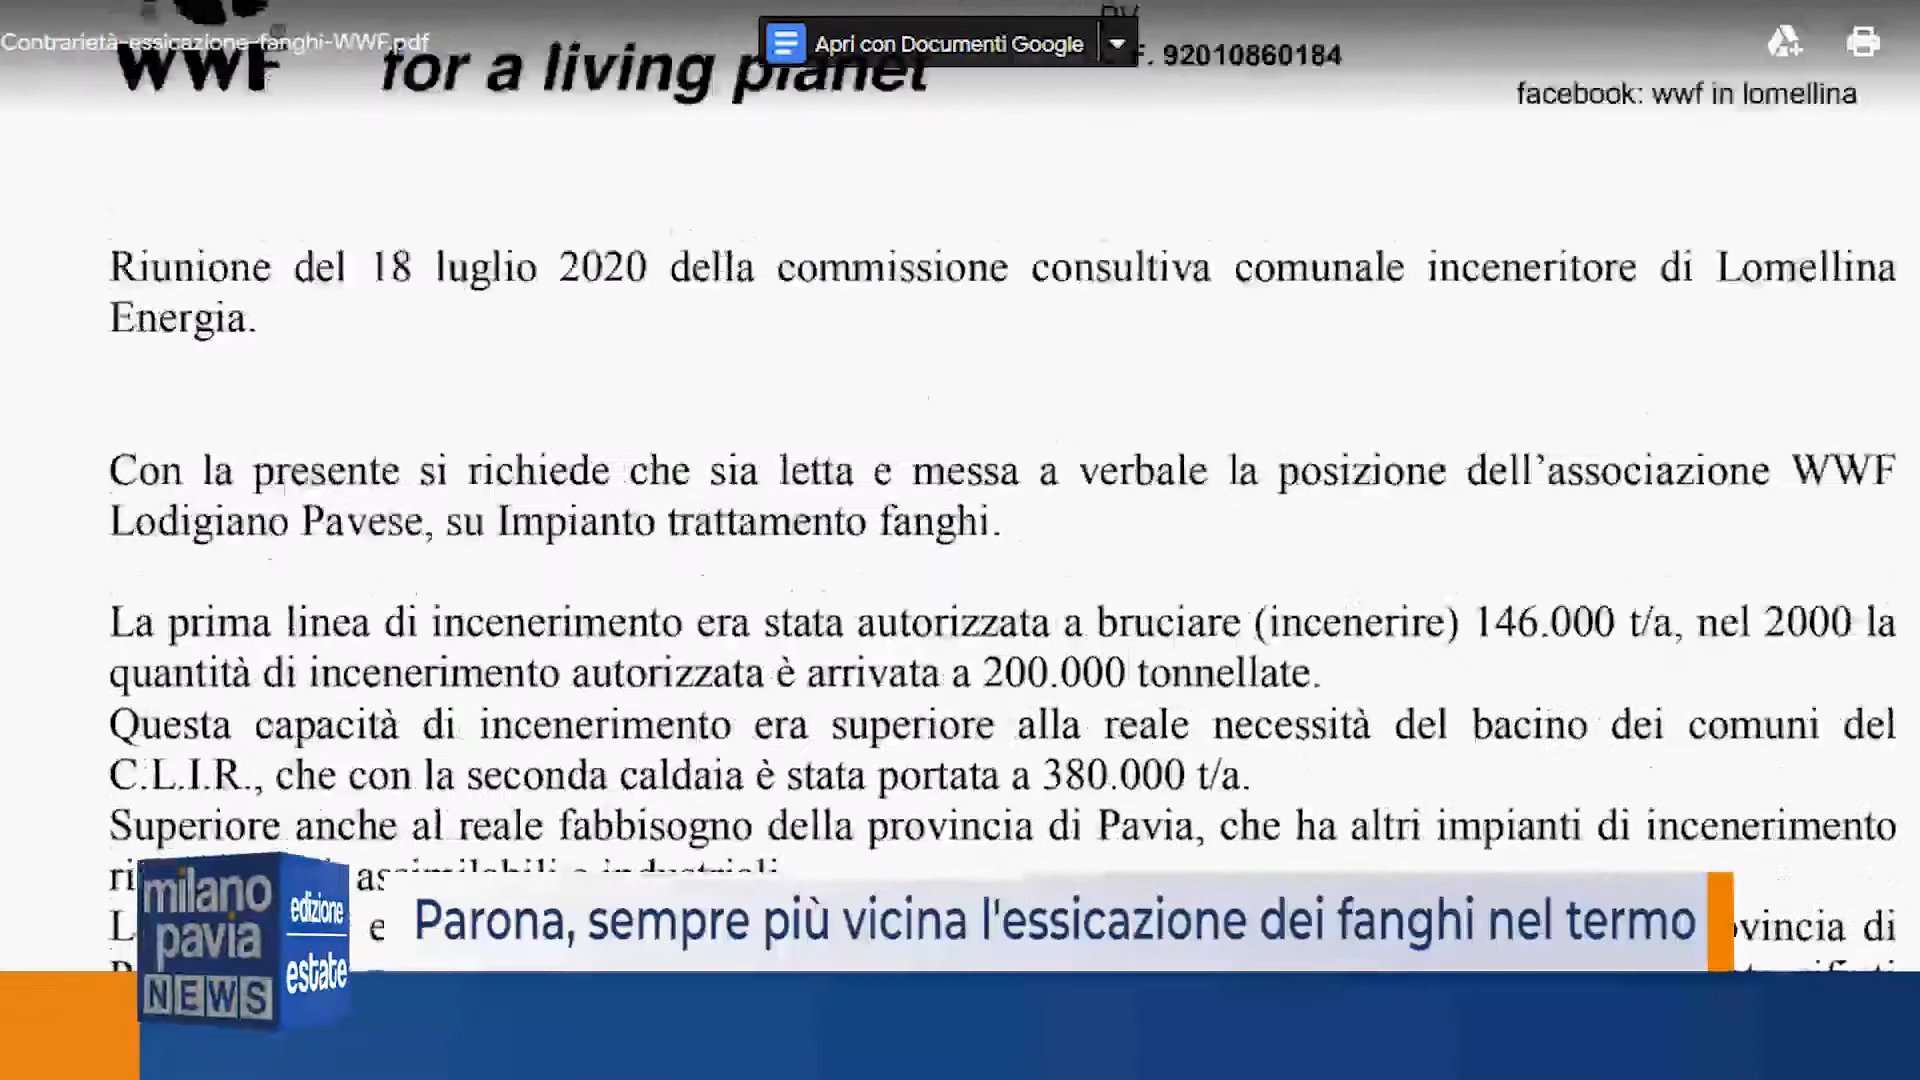 Contrarietà-essicazione-fanghi-WWF.pdf
Apri con Documenti Google
F. 92010860184
WWF for a living planet
facebook: wwf in lomellina
Riunione del 18 luglio 2020 della commissione consultiva comunale inceneritore di Lomellina
Energia.
Con la presente si richiede che sia letta e messa a verbale la posizione dell'associazione WWF
Lodigiano Pavese, su Impianto trattamento fanghi.
La prima linea di incenerimento era stata autorizzata a bruciare (incenerire) 146.000 t/a, nel 2000 la
quantità di incenerimento autorizzata è arrivata a 200.000 tonnellate.
Questa capacità di incenerimento era superiore alla reale necessità del bacino dei comuni del
C.L.I.R., che con la seconda caldaia è stata portata a 380.000 t/a.
Superiore anche al reale fabbisogno della provincia di Pavia, che ha altri impianti di incenerimento
assimilabili e industriali
e
di
milano
pavia
NEWS
edizione
estate
Parona, sempre più vicina l'essicazione dei fanghi nel termo